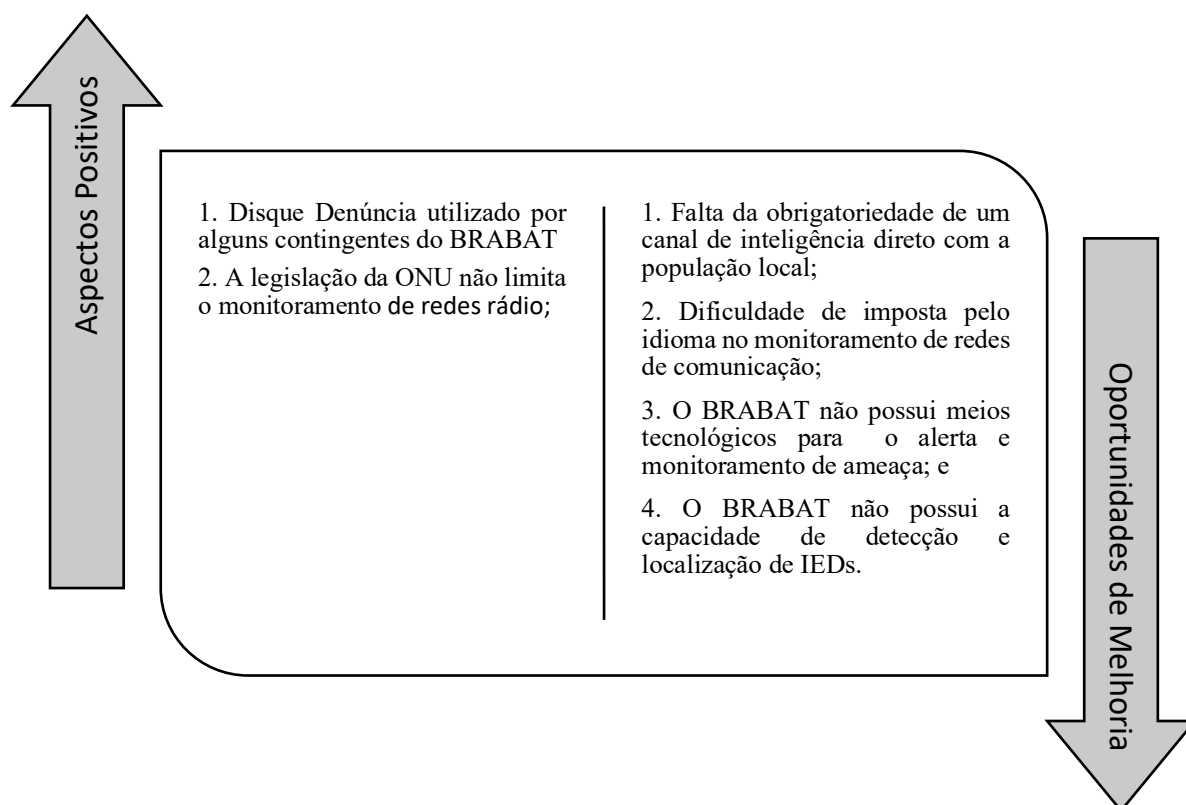 Aspectos Positivos
1. Disque Denúncia utilizado por
alguns contingentes do BRABAT
2. A legislação da ONU não limita
o monitoramento de redes rádio;
1. Falta da obrigatoriedade de um
canal de inteligência direto com a
população local;
2. Dificuldade de imposta pelo
idioma no monitoramento de redes
de comunicação;
3. O BRABAT não possui meios
tecnológicos para o alerta e
monitoramento de ameaça; e
4. O BRABAT não possui a
capacidade de detecção e
localização de IEDs.
Oportunidades de Melhoria